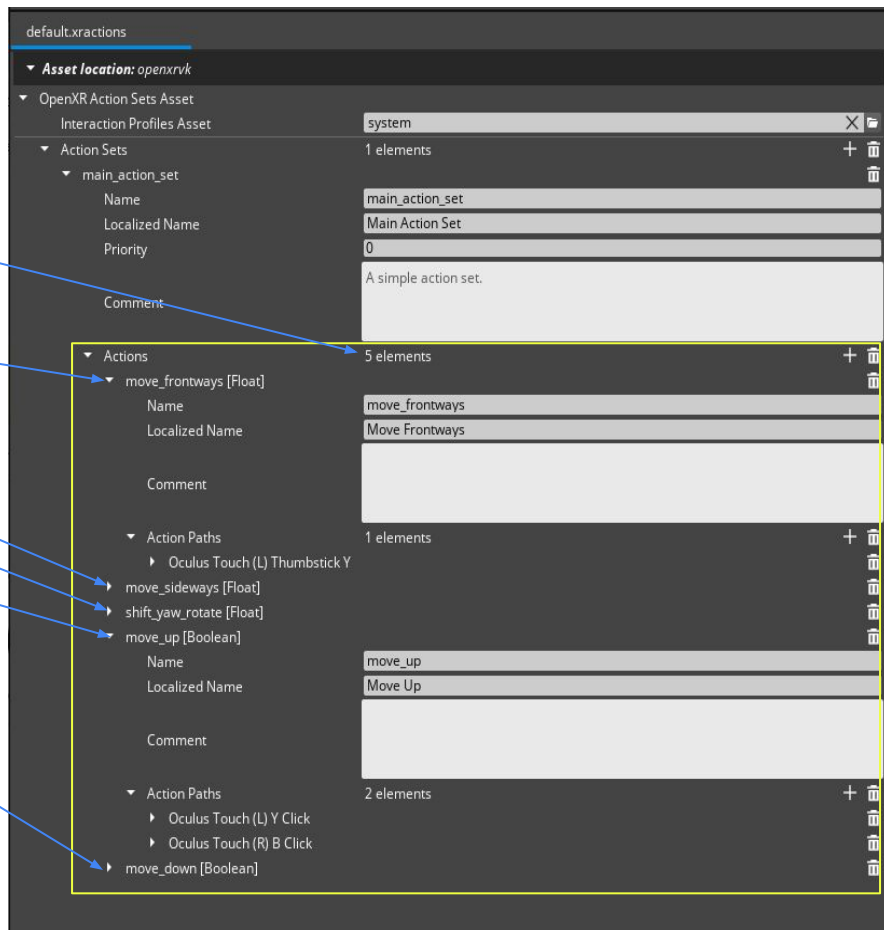 default.xractions
Asset location: openxrvk
OpenXR Action Sets Asset
Interaction Profiles Asset system
Action Sets 1 elements
main_action_set
Name main_action_set
Localized Name Main Action Set
Priority 0
Comment A simple action set.
Actions 5 elements
move_frontways [Float]
Name move_frontways
Localized Name Move Frontways
Comment
Action Paths 1 elements
Oculus Touch (L) Thumbstick Y
move_sideways [Float]
shift_yaw_rotate [Float]
move_up [Boolean]
Name move_up
Localized Name Move Up
Comment
Action Paths 2 elements
Oculus Touch (L) Y Click
Oculus Touch (R) B Click
move_down [Boolean]